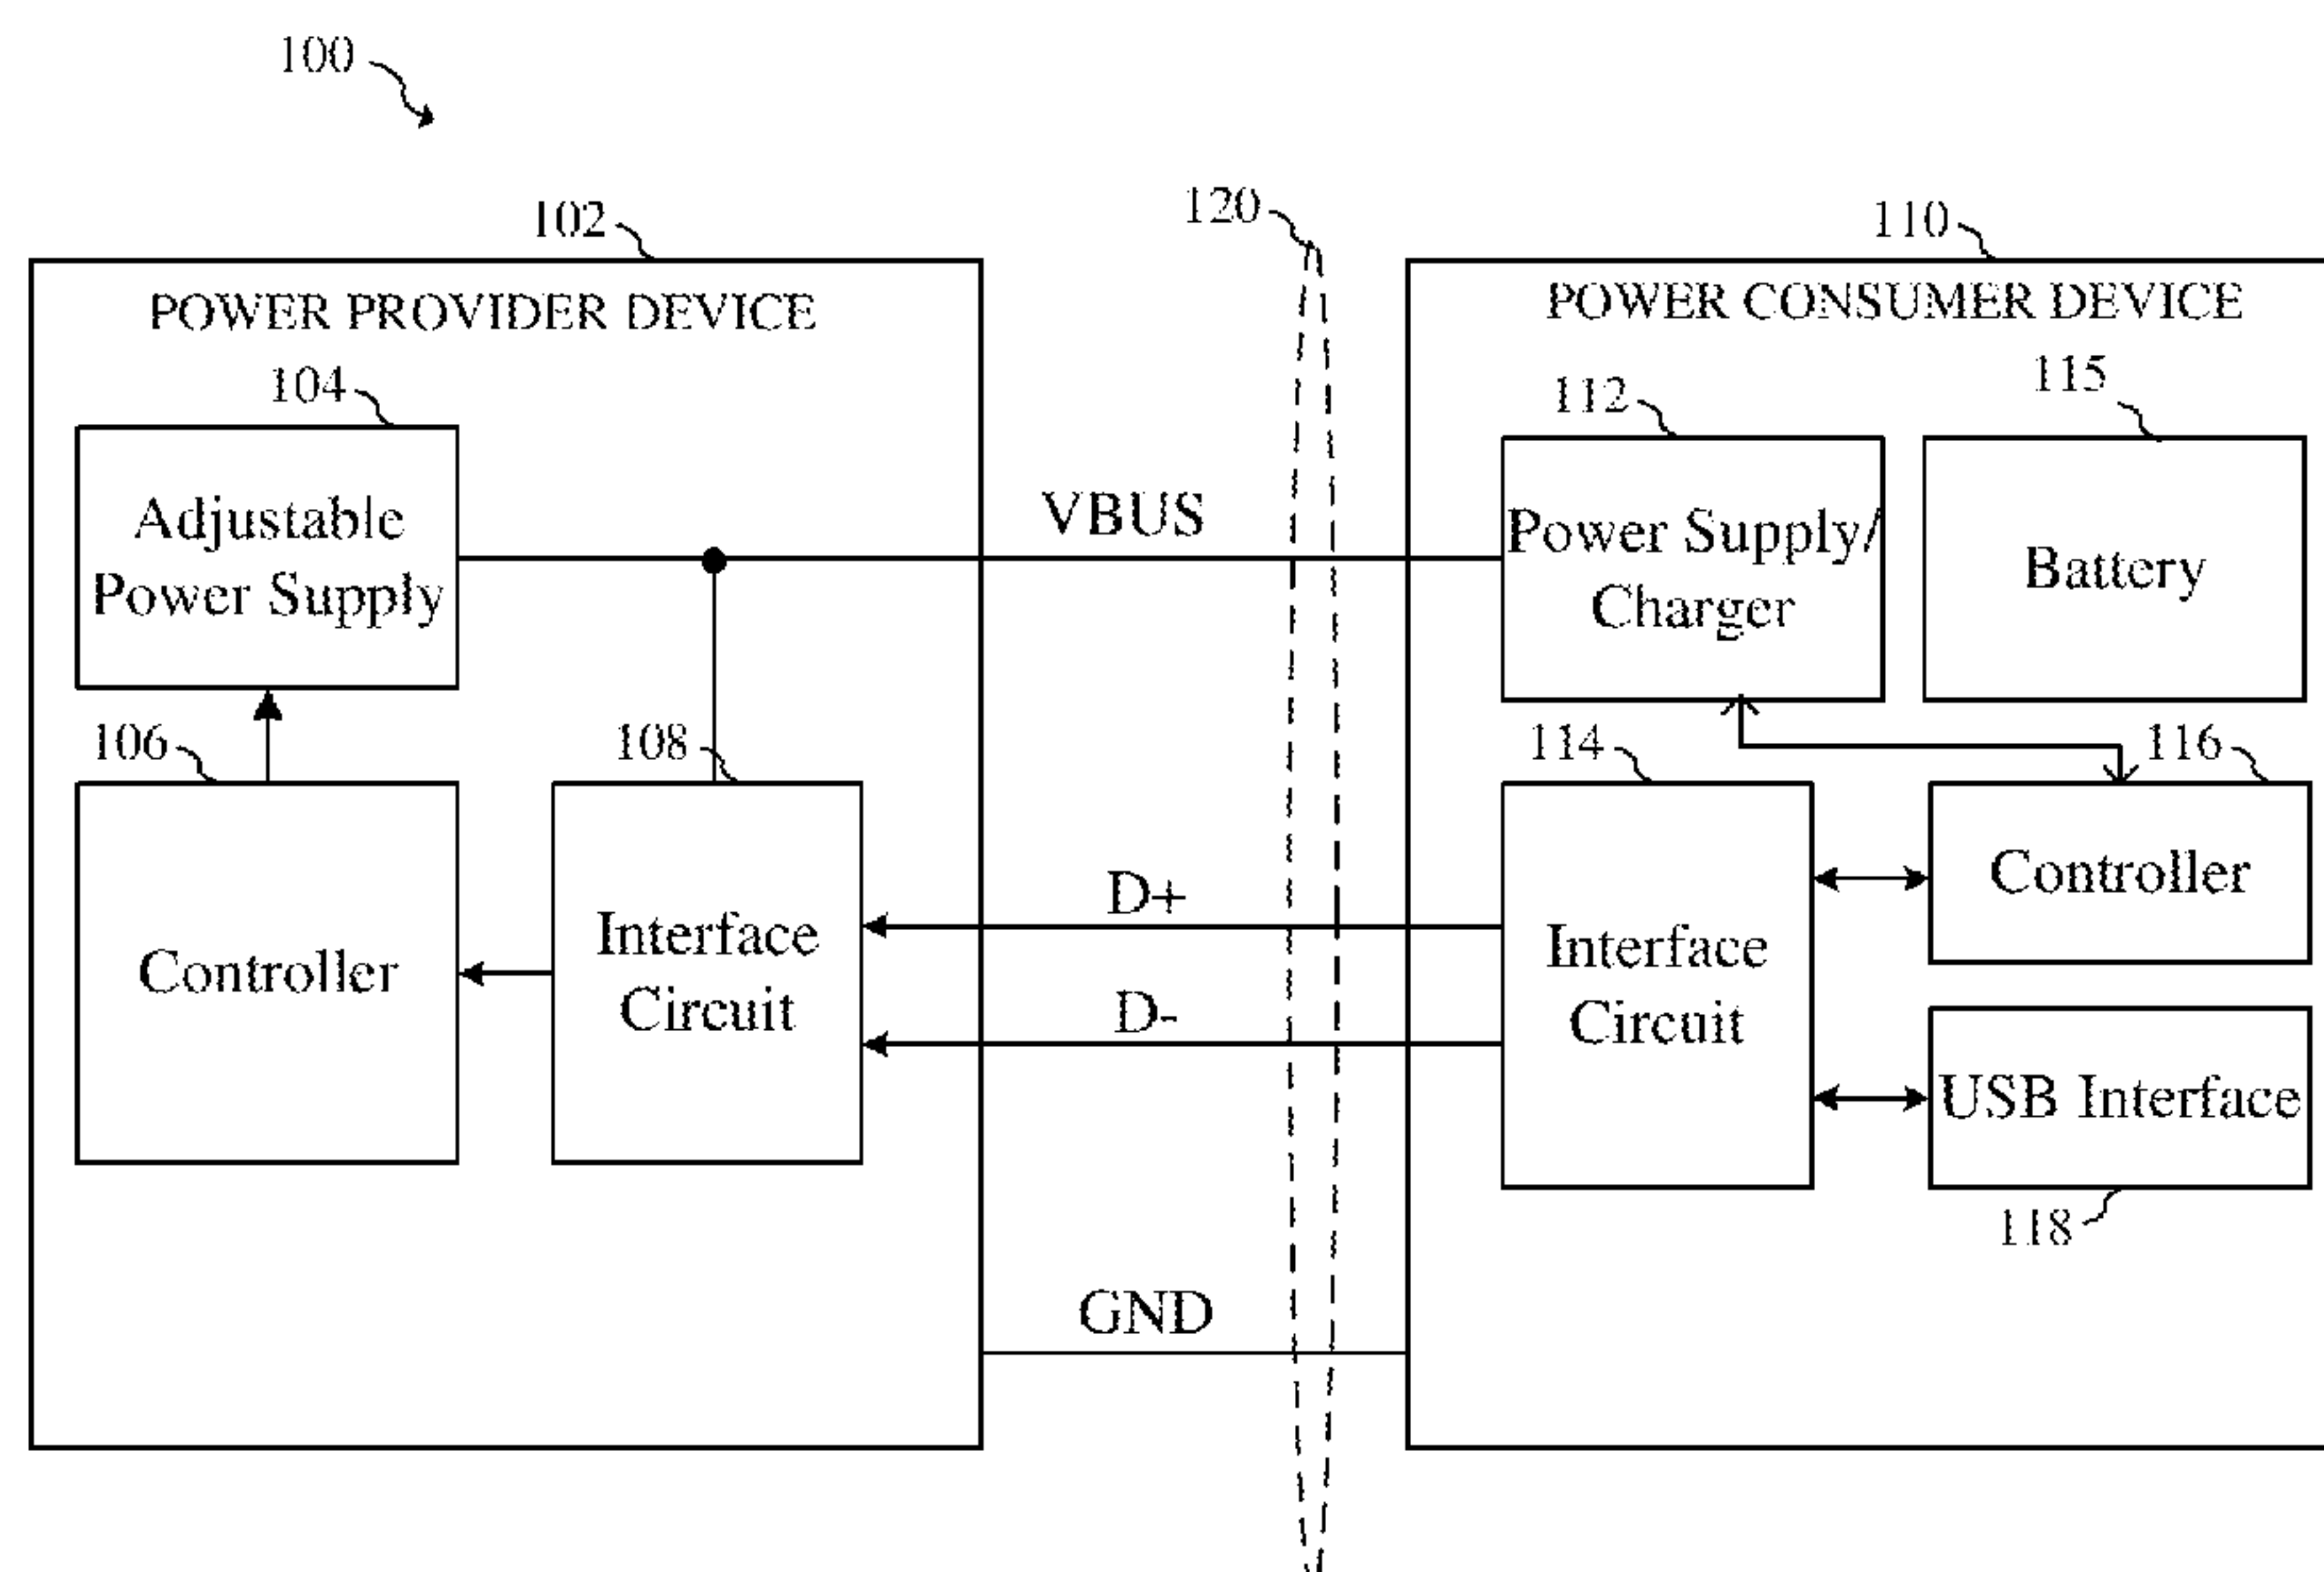 100
102
120
110
POWER PROVIDER DEVICE
POWER CONSUMER DEVICE
104
112
115
Adjustable
Power Supply
VBUS
Power Supply/
Charger
Battery
106
108
114
116
Controller
Interface
Circuit
D+
D-
Interface
Circuit
Controller
USB Interface
118
GND